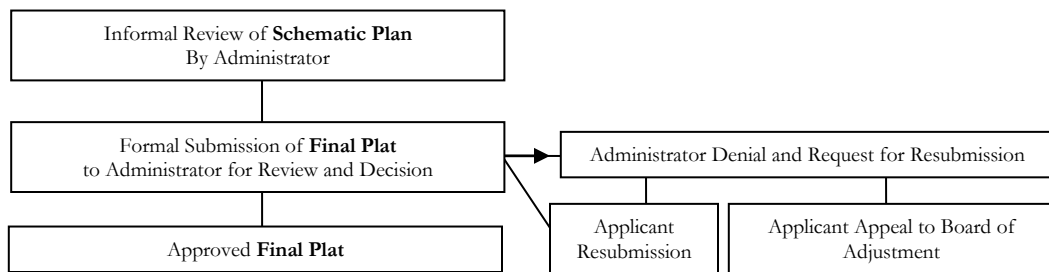 Informal Review of Schematic Plan
By Administrator
Formal Submission of Final Plat
to Administrator for Review and Decision
Administrator Denial and Request for Resubmission
Applicant
Resubmission
Applicant Appeal to Board of
Adjustment
Approved Final Plat